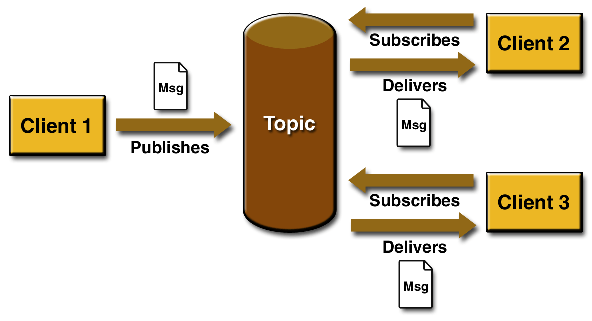 Client 1
Msg
Publishes
Topic
Subscribes
Client 2
Delivers
Msg
Subscribes
Client 3
Delivers
Msg